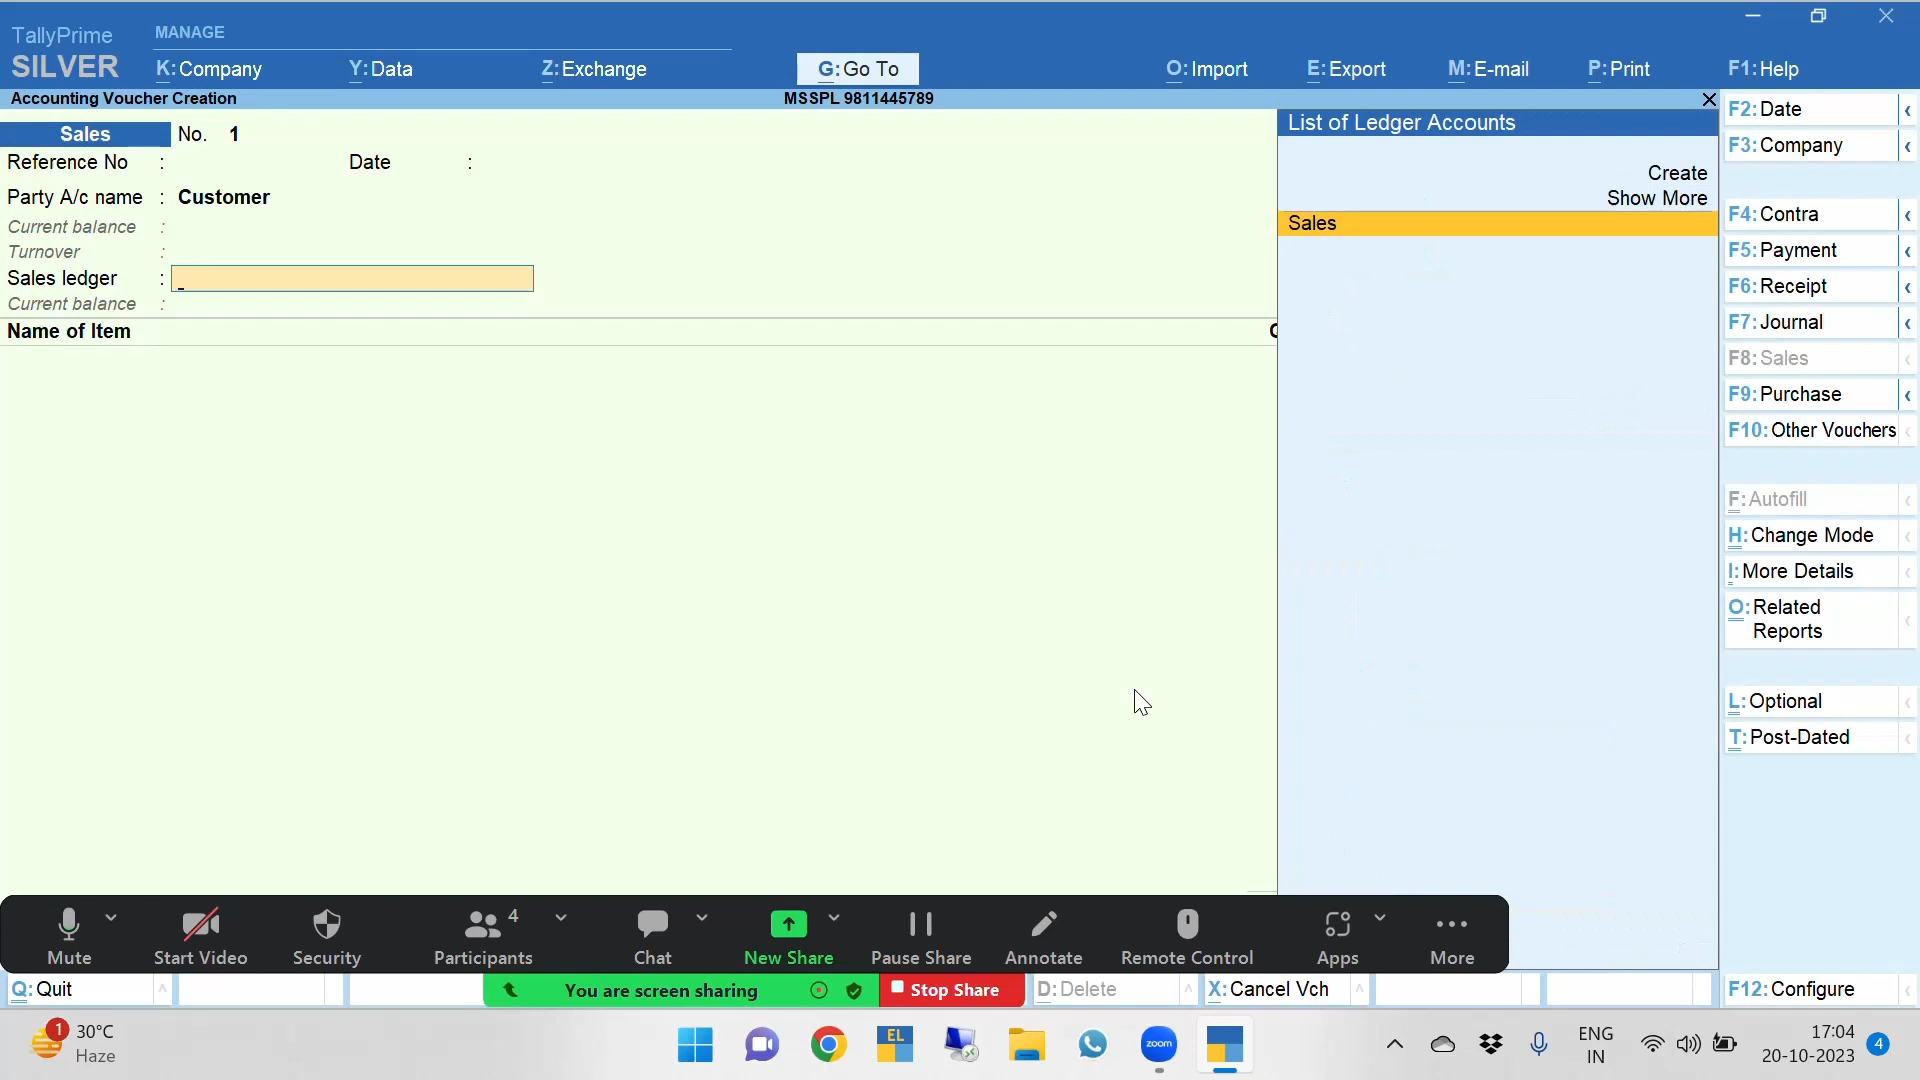 TallyPrime
SILVER
MANAGE
K:Company
Y:Data
Z:Exchange
G:Go To
O:Import
E:Export
M:E-mail
P:Print
F1:Help
Accounting Voucher Creation
MSSPL 9811445789
Sales No. 1
Reference No :
Date :
Party A/c name : Customer
Current balance :
Turnover :
Sales ledger :
Current balance :
Name of Item
List of Ledger Accounts
Create
Show More
Sales
F2:Date
F3:Company
F4:Contra
F5:Payment
F6:Receipt
F7:Journal
F8:Sales
F9:Purchase
F10:Other Vouchers
F:Autofill
H:Change Mode
I:More Details
O:Related
Reports
L:Optional
T:Post-Dated
Mute
Start Video
Security
4
Participants
Chat
New Share
Pause Share
Annotate
Remote Control
Apps
More
Q:Quit
You are screen sharing
Stop Share
D:Delete
X:Cancel Vch
F12:Configure
1
30°C
Haze
EL
zoom
ENG
IN
17:04
20-10-2023
4